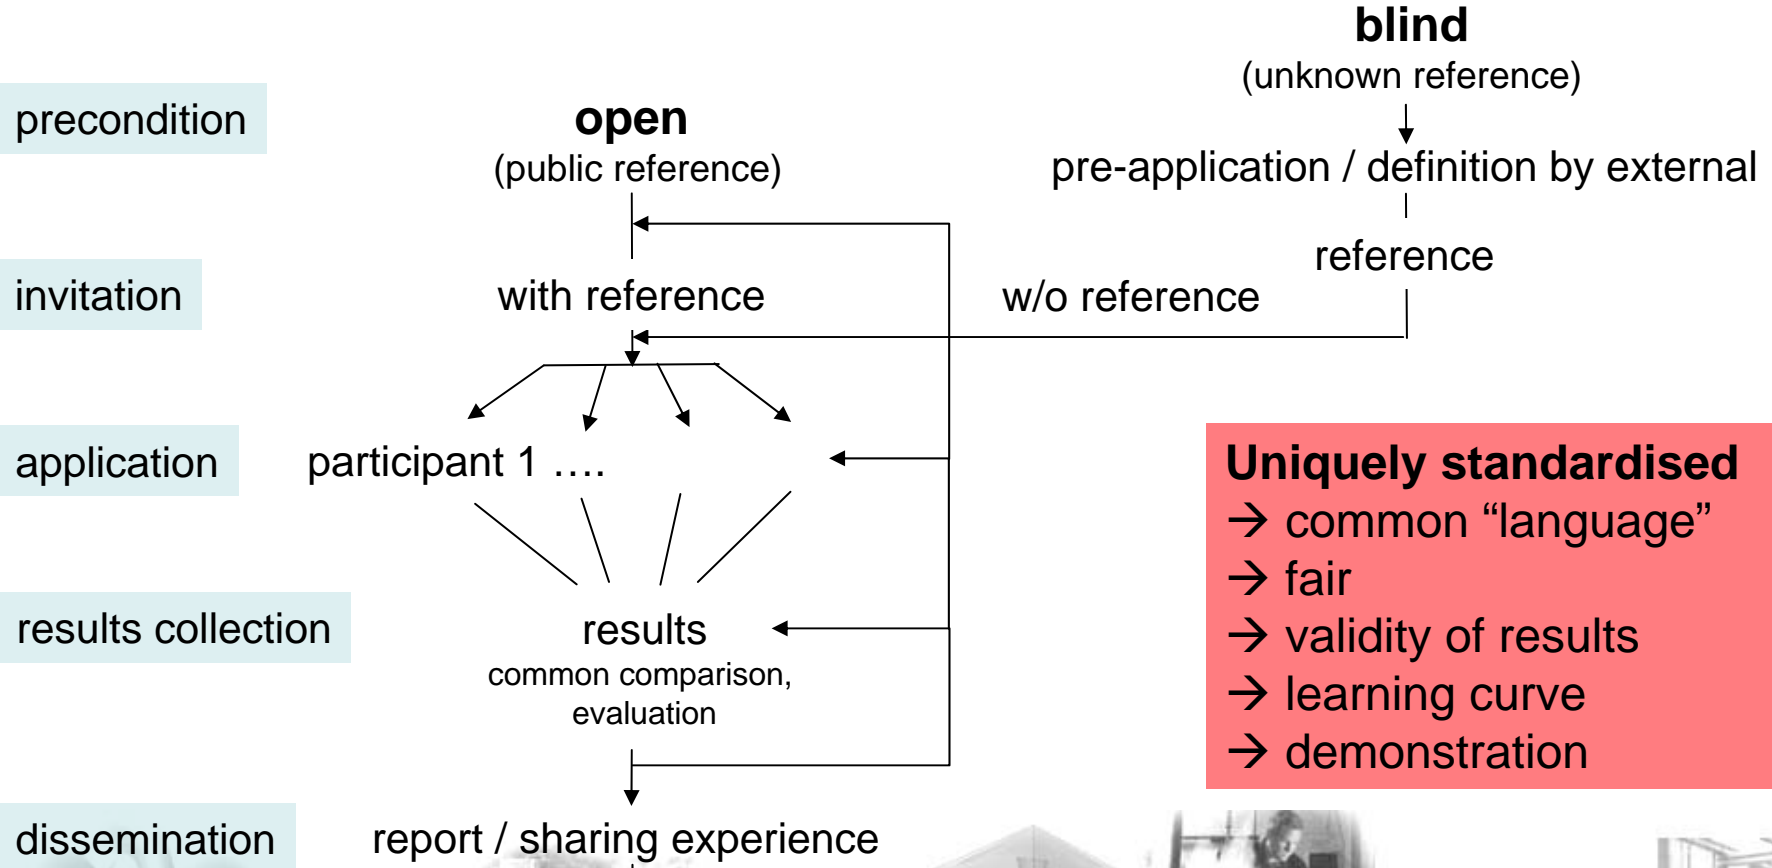 blind
(unknown reference)
precondition
open
(public reference)
pre-application / definition by external
reference
invitation
with reference
w/o reference
application
participant 1 ….
results collection
results
common comparison,
evaluation
Uniquely standardised
→ common “language”
→ fair
→ validity of results
→ learning curve
→ demonstration
dissemination
report / sharing experience